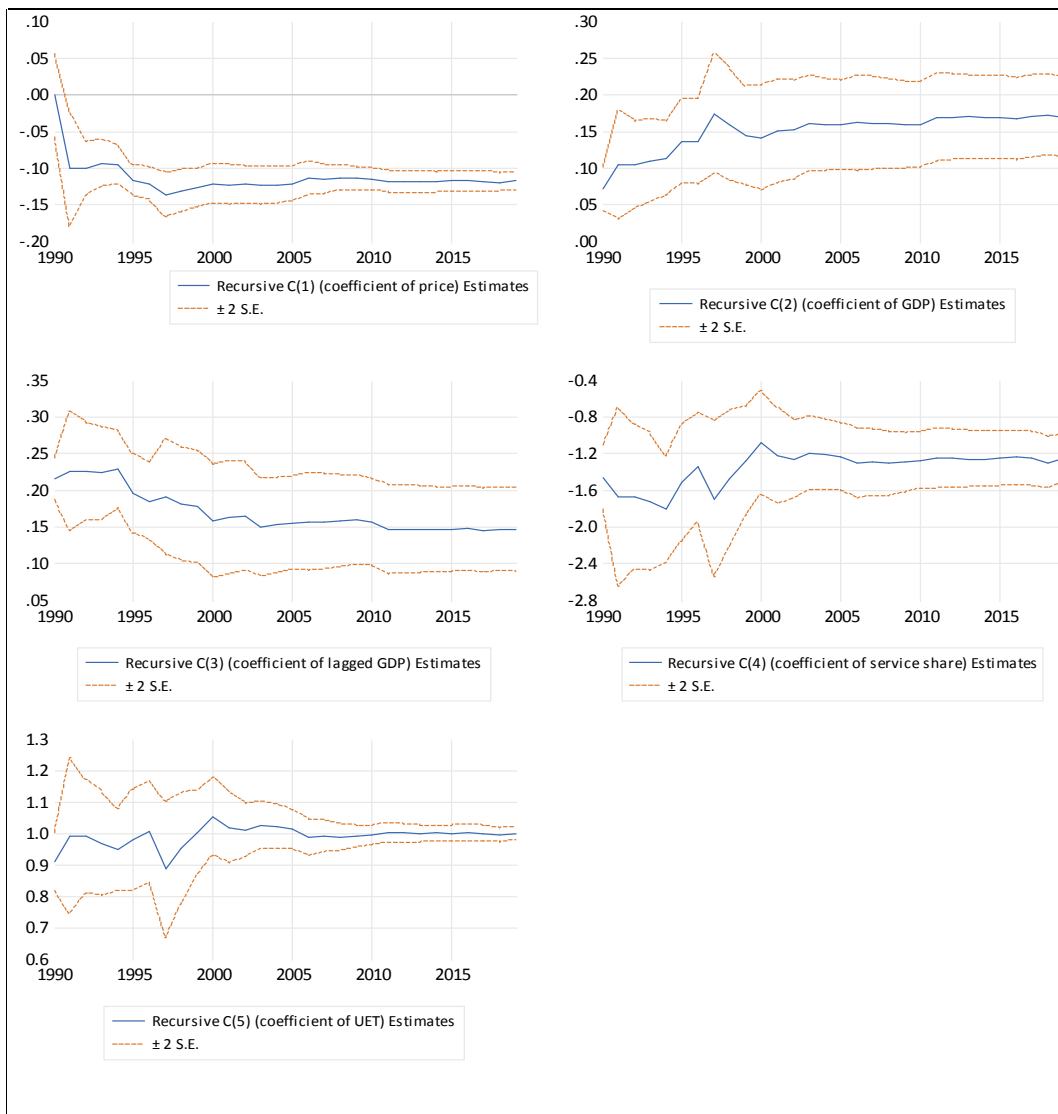 .10
.05
.00
-.05
-.10
-.15
-.20
1990 1995 2000 2005 2010 2015
Recursive C(1) (coefficient of price) Estimates
± 2 S.E.
.30
.25
.20
.15
.10
.05
.00
1990 1995 2000 2005 2010 2015
Recursive C(2) (coefficient of GDP) Estimates
± 2 S.E.
.35
.30
.25
.20
.15
.10
.05
1990 1995 2000 2005 2010 2015
Recursive C(3) (coefficient of lagged GDP) Estimates
± 2 S.E.
-0.4
-0.8
-1.2
-1.6
-2.0
-2.4
-2.8
1990 1995 2000 2005 2010 2015
Recursive C(4) (coefficient of service share) Estimates
± 2 S.E.
1.3
1.2
1.1
1.0
0.9
0.8
0.7
0.6
1990 1995 2000 2005 2010 2015
Recursive C(5) (coefficient of UET) Estimates
± 2 S.E.